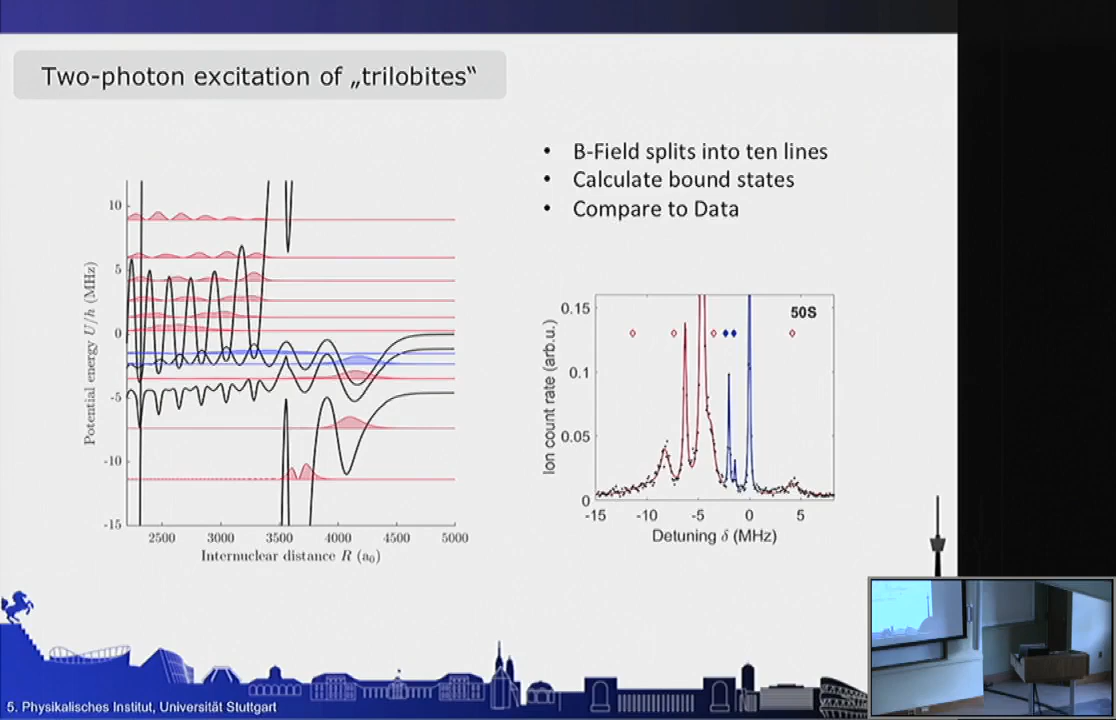 Two-photon excitation of „trilobites“
• B-Field splits into ten lines
• Calculate bound states
• Compare to Data
Potential energy U/h (MHz)
10
5
0
-5
-10
-15
2500 3000 3500 4000 4500 5000
Internuclear distance R (a₀)
50S
Ion count rate (arb.u.)
0.15
0.1
0.05
0
-15 -10 -5 0 5
Detuning δ (MHz)
5. Physikalisches Institut, Universität Stuttgart